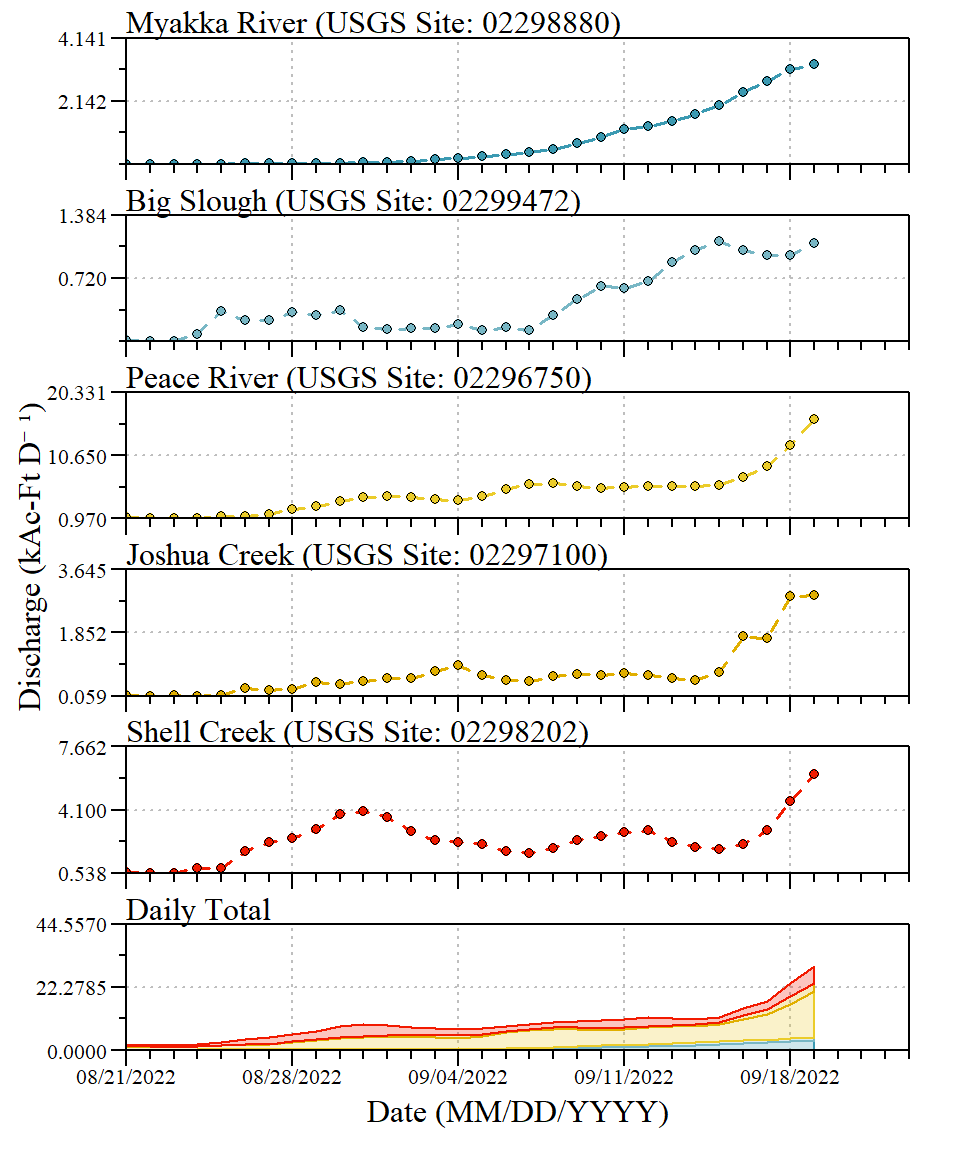 Myakka River (USGS Site: 02298880)
4.141
2.142
Big Slough (USGS Site: 02299472)
1.384
0.720
Peace River (USGS Site: 02296750)
20.331
10.650
0.970
Discharge (kAc-Ft D⁻¹)
Joshua Creek (USGS Site: 02297100)
3.645
1.852
0.059
Shell Creek (USGS Site: 02298202)
7.662
4.100
0.538
Daily Total
44.5570
22.2785
0.0000
08/21/2022 08/28/2022 09/04/2022 09/11/2022 09/18/2022
Date (MM/DD/YYYY)